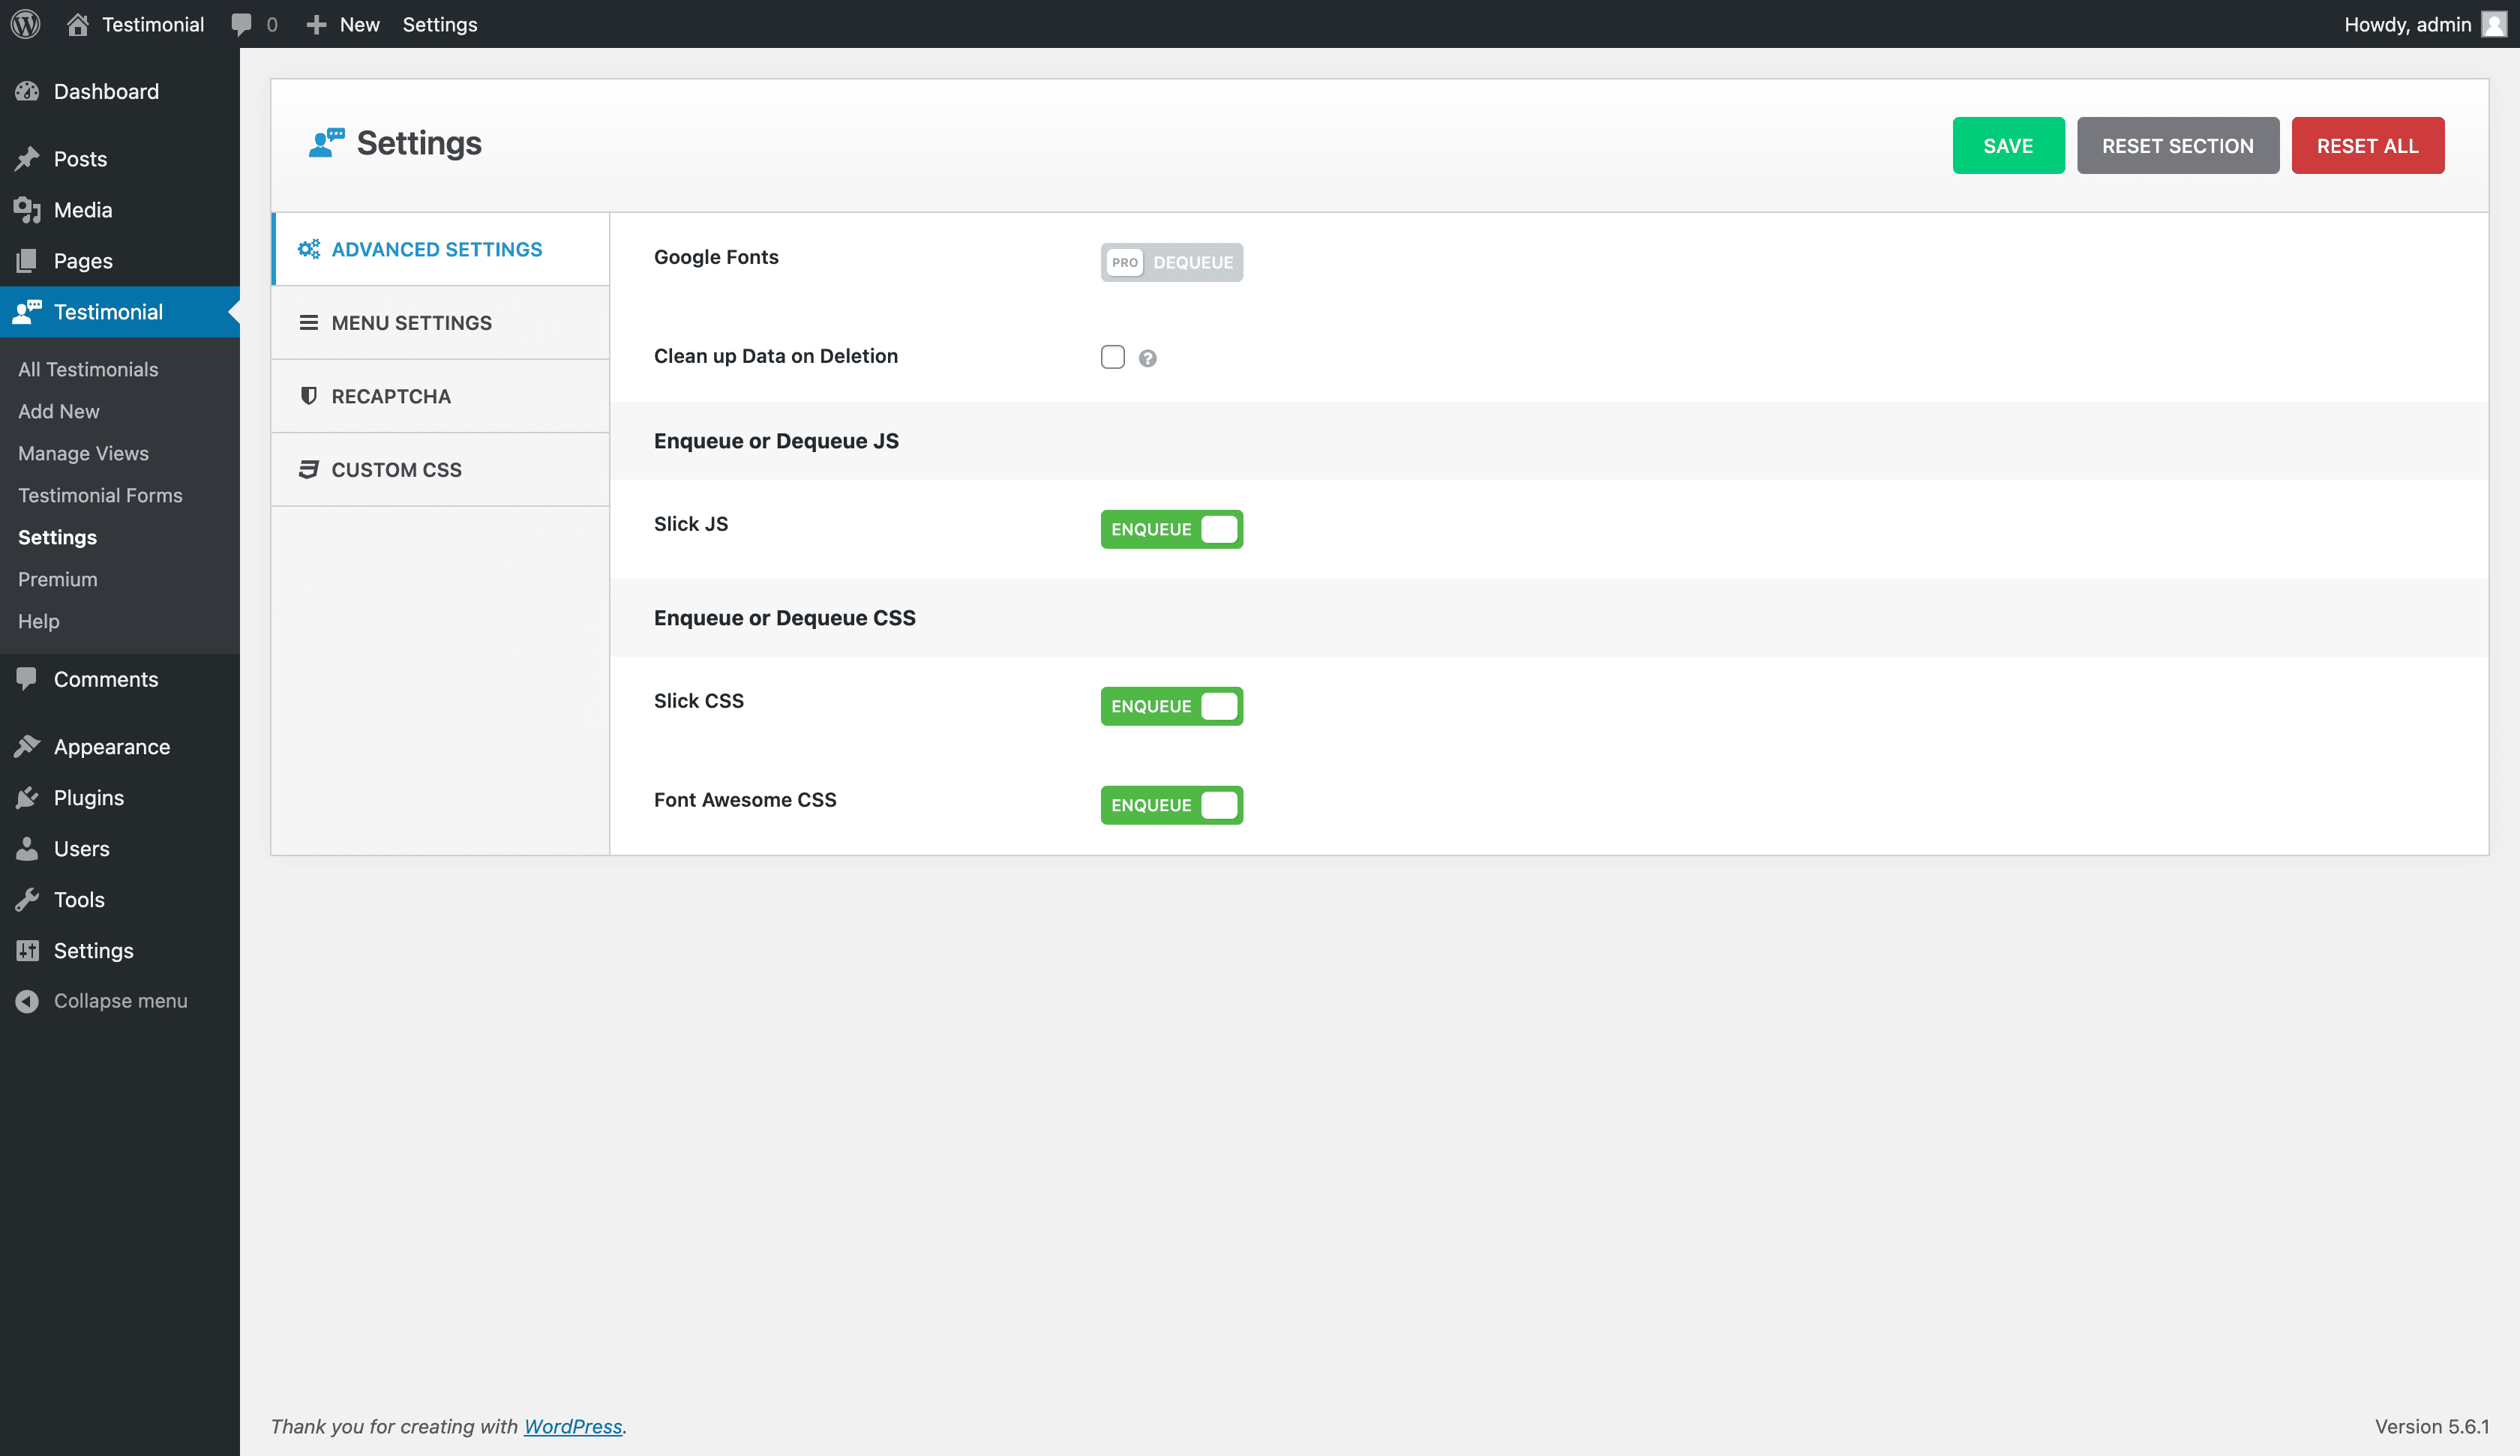 Testimonial 0 New Settings Howdy, admin
Dashboard
Posts
Media
Pages
Testimonial
All Testimonials
Add New
Manage Views
Testimonial Forms
Settings
Premium
Help
Comments
Appearance
Plugins
Users
Tools
Settings
Collapse menu
Settings
SAVE RESET SECTION RESET ALL
ADVANCED SETTINGS
MENU SETTINGS
RECAPTCHA
CUSTOM CSS
Google Fonts PRO DEQUEUE
Clean up Data on Deletion ?
Enqueue or Dequeue JS
Slick JS ENQUEUE
Enqueue or Dequeue CSS
Slick CSS ENQUEUE
Font Awesome CSS ENQUEUE
Thank you for creating with WordPress. Version 5.6.1